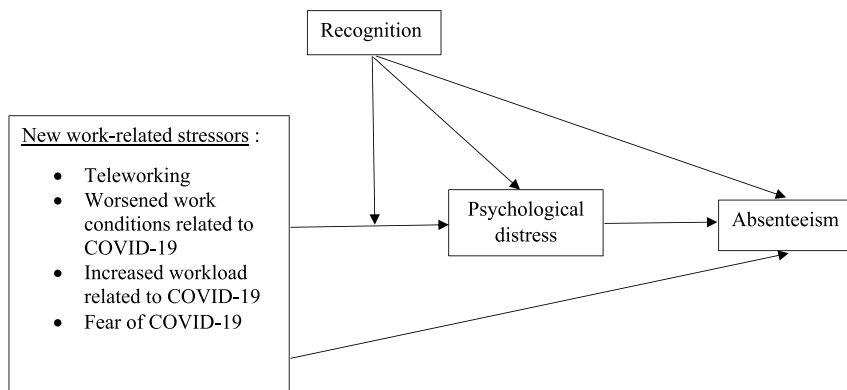 Recognition
New work-related stressors :
• Teleworking
• Worsened work
conditions related to
COVID-19
• Increased workload
related to COVID-19
• Fear of COVID-19
Psychological
distress
Absenteeism